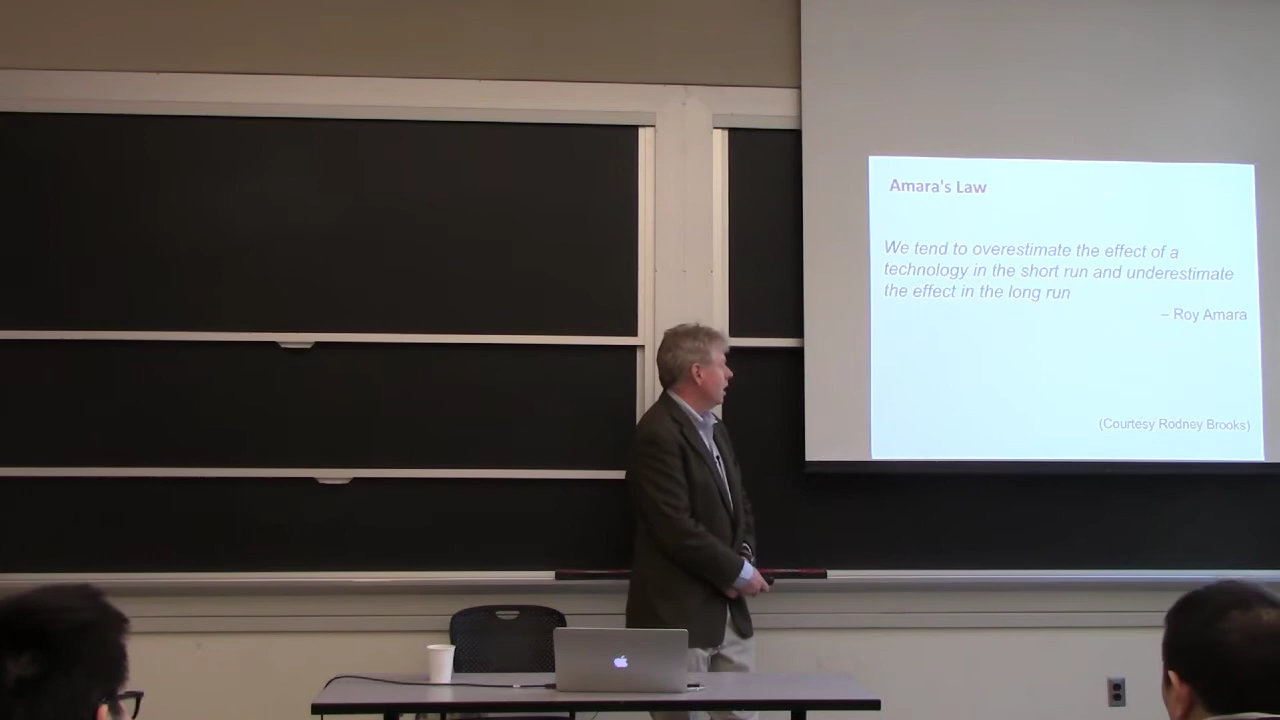 Amara's Law
We tend to overestimate the effect of a
technology in the short run and underestimate
the effect in the long run
– Roy Amara
(Courtesy Rodney Brooks)